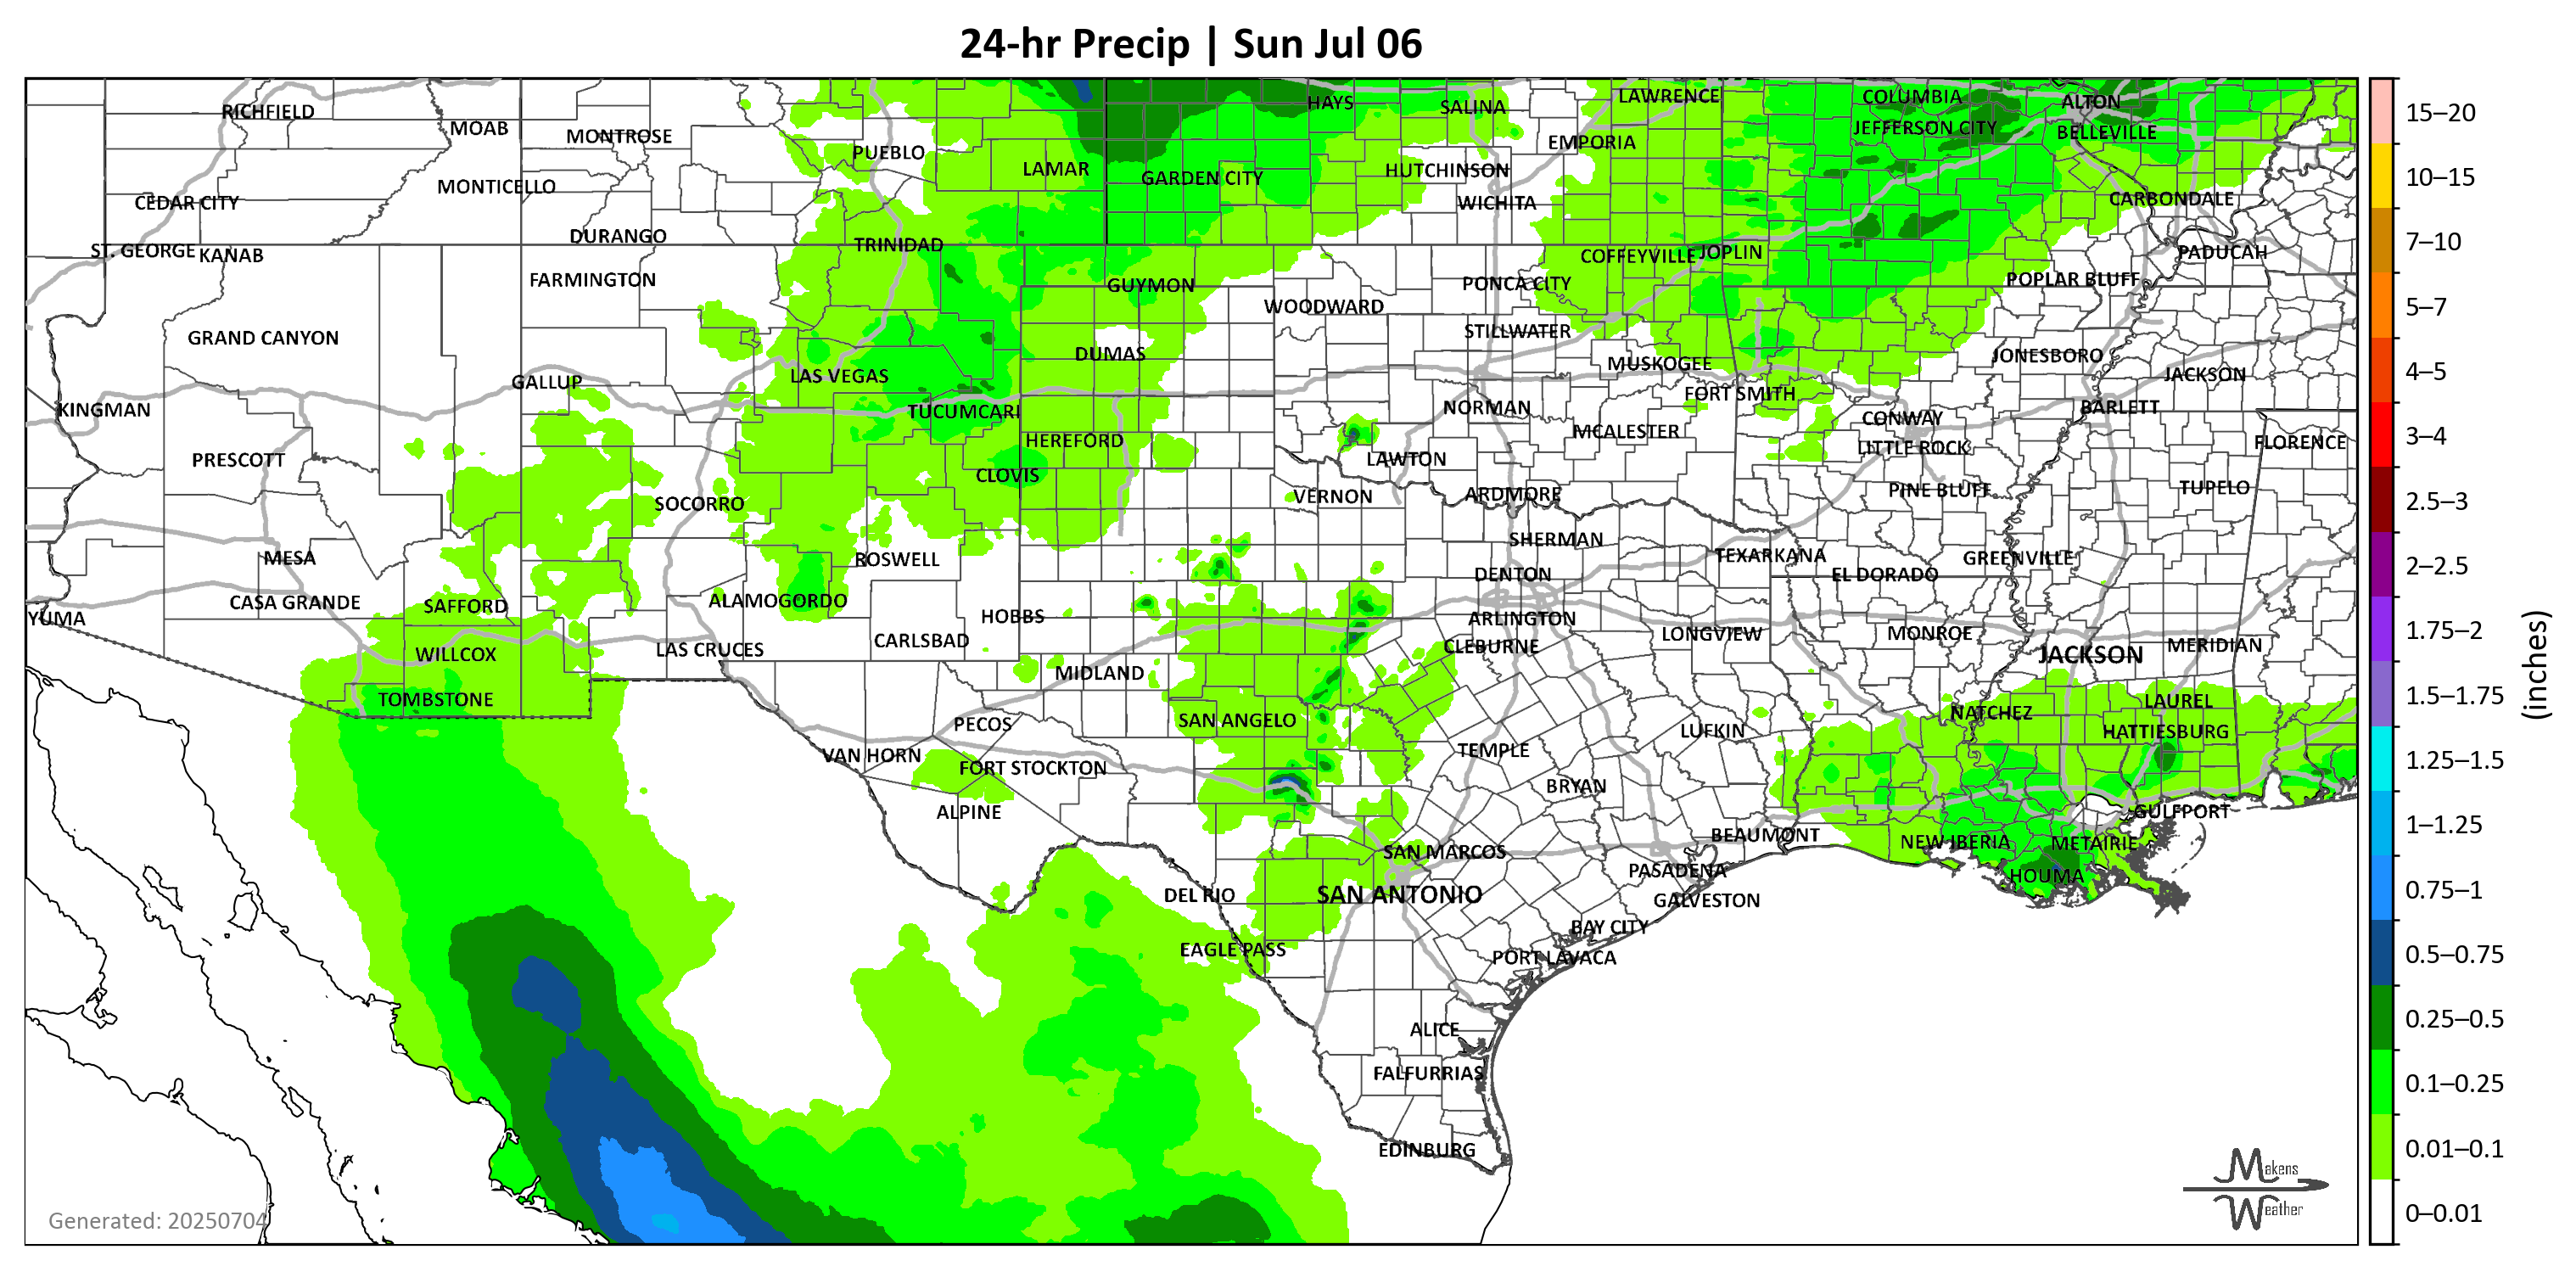 24-hr Precip | Sun Jul 06
RICHFIELD
MOAB
MONTROSE
PUEBLO
LAMAR
GARDEN CITY
HAYS
SALINA
LAWRENCE
EMPORIA
HUTCHINSON
WICHITA
COLUMBIA
JEFFERSON CITY
ALTON
BELLEVILLE
CARBONDALE
CEDAR CITY
MONTICELLO
ST. GEORGE
KANAB
DURANGO
TRINIDAD
FARMINGTON
GUYMON
WOODWARD
PONCA CITY
COFFEYVILLE
JOPLIN
POPLAR BLUFF
PADUCAH
GRAND CANYON
STILLWATER
DUMAS
MUSKOGEE
JONESBORO
JACKSON
GALLUP
LAS VEGAS
KINGMAN
TUCUMCARI
NORMAN
FORT SMITH
CONWAY
BARLETT
PRESCOTT
HEREFORD
MCALESTER
LITTLE ROCK
FLORENCE
CLOVIS
LAWTON
SOCORRO
VERNON
ARDMORE
PINE BLUFF
TUPELO
MESA
ROSWELL
SHERMAN
TEXARKANA
GREENVILLE
CASA GRANDE
SAFFORD
ALAMOGORDO
DENTON
EL DORADO
YUMA
HOBBS
ARLINGTON
WILLCOX
LAS CRUCES
CARLSBAD
CLEBURNE
LONGVIEW
MONROE
JACKSON
MERIDIAN
TOMBSTONE
MIDLAND
PECOS
SAN ANGELO
NATCHEZ
LAUREL
HATTIESBURG
VAN HORN
FORT STOCKTON
TEMPLE
LUFKIN
ALPINE
BRYAN
GULFPORT
SAN MARCOS
BEAUMONT
NEW IBERIA
METAIRIE
DEL RIO
SAN ANTONIO
PASADENA
GALVESTON
HOUMA
EAGLE PASS
BAY CITY
PORT LAVACA
ALICE
FALFURRIAS
EDINBURG
Generated: 20250704
Makens
Weather
15–20
10–15
7–10
5–7
4–5
3–4
2.5–3
2–2.5
1.75–2
1.5–1.75
1.25–1.5
1–1.25
0.75–1
0.5–0.75
0.25–0.5
0.1–0.25
0.01–0.1
0–0.01
(inches)